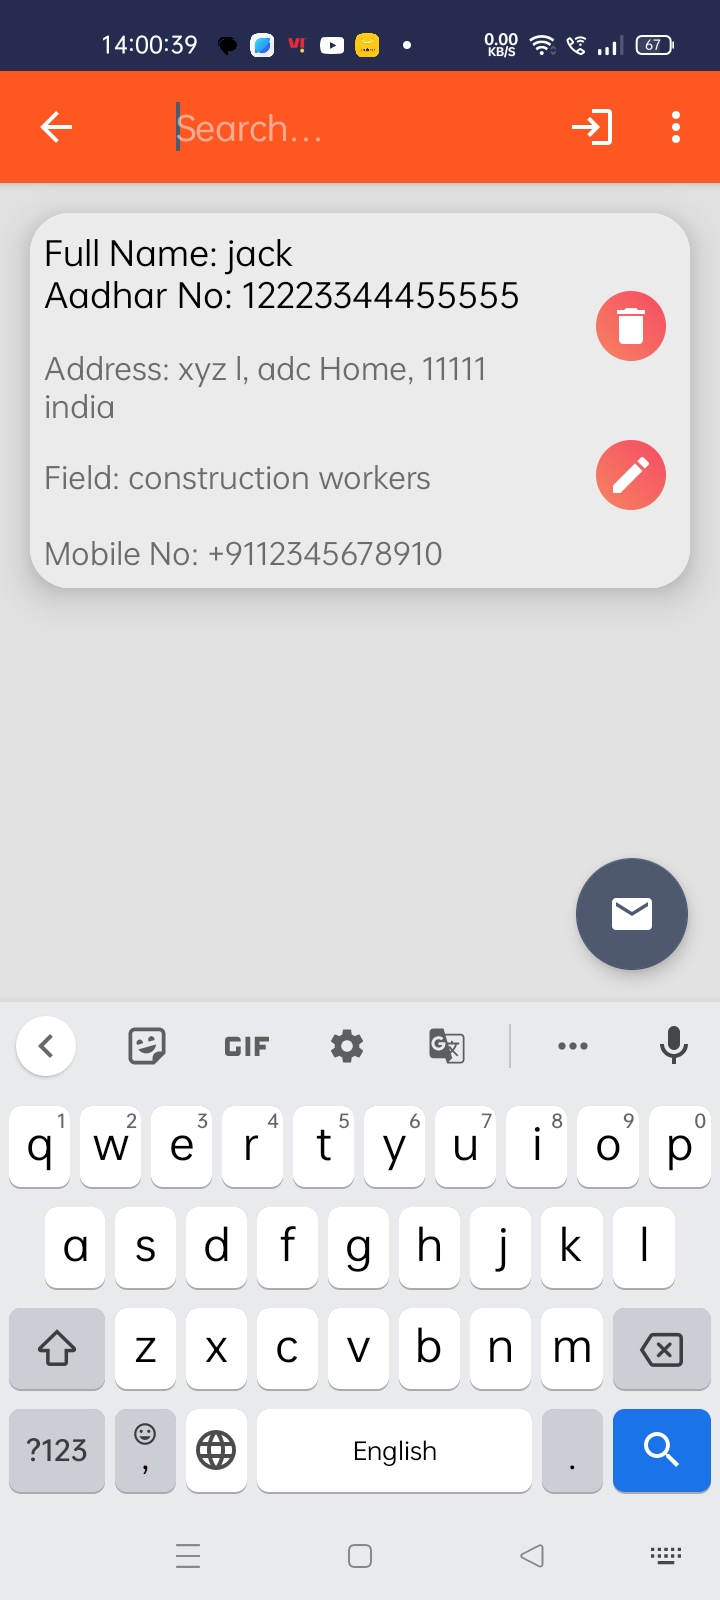 14:00:39 VI! 0.00 KB/S 67
Search...
Full Name: jack
Aadhar No: 12223344455555
Address: xyz l, adc Home, 11111
india
Field: construction workers
Mobile No: +9112345678910
GIF G
1 2 3 4 5 6 7 8 9 0
q w e r t y u i o p
a s d f g h j k l
z x c v b n m
?123 , English .